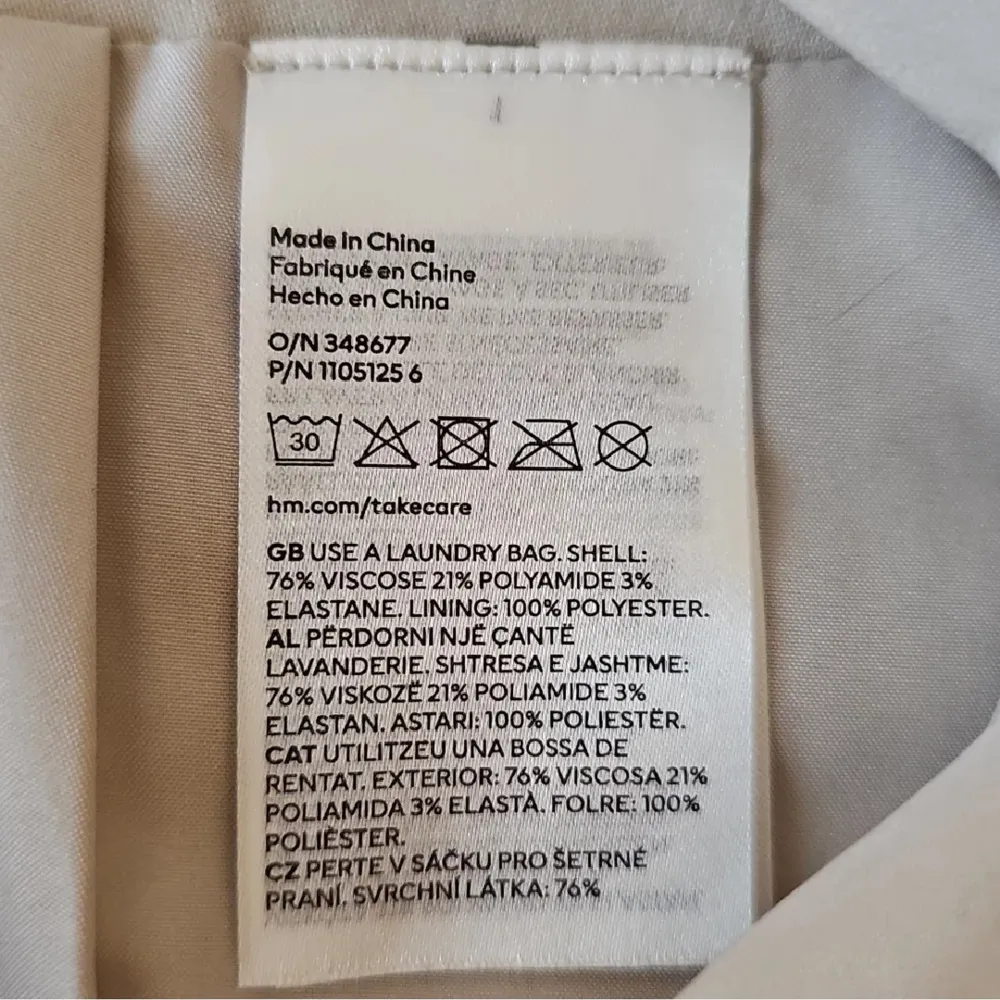 Made in China
Fabriqué en Chine
Hecho en China
O/N 348677
P/N 1105125 6
30
hm.com/takecare
GB USE A LAUNDRY BAG. SHELL:
76% VISCOSE 21% POLYAMIDE 3%
ELASTANE. LINING: 100% POLYESTER.
AL PËRDORNI NJË ÇANTË
LAVANDERIE. SHTRESA E JASHTME:
76% VISKOZË 21% POLIAMIDE 3%
ELASTAN. ASTARI: 100% POLIESTËR.
CAT UTILITZEU UNA BOSSA DE
RENTAT. EXTERIOR: 76% VISCOSA 21%
POLIAMIDA 3% ELASTÀ. FOLRE: 100%
POLIÈSTER.
CZ PERTE V SÁČKU PRO ŠETRNÉ
PRANÍ. SVRCHNÍ LÁTKA: 76%